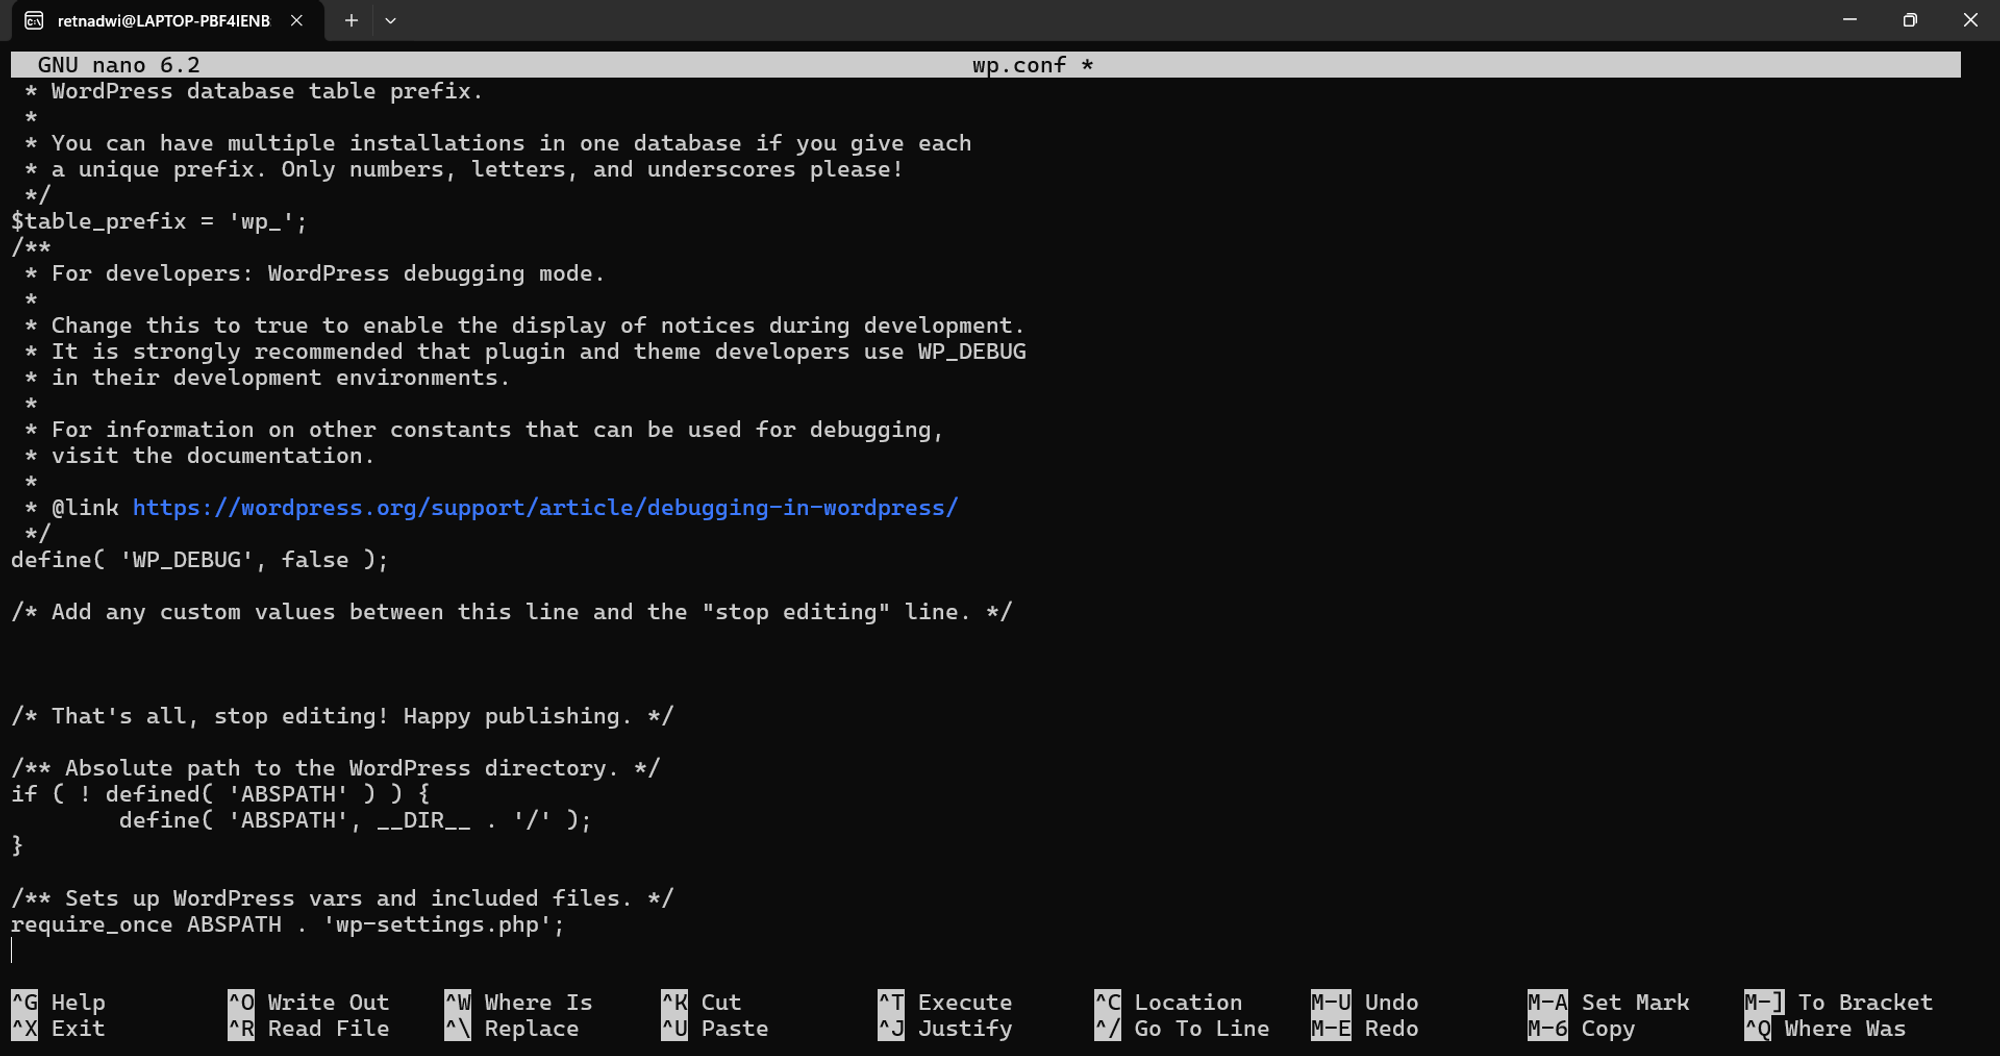 retnadwi@LAPTOP-PBF4IENB
GNU nano 6.2 wp.conf *
* WordPress database table prefix.
*
* You can have multiple installations in one database if you give each
* a unique prefix. Only numbers, letters, and underscores please!
*/
$table_prefix = 'wp_';
/**
* For developers: WordPress debugging mode.
*
* Change this to true to enable the display of notices during development.
* It is strongly recommended that plugin and theme developers use WP_DEBUG
* in their development environments.
*
* For information on other constants that can be used for debugging,
* visit the documentation.
*
* @link https://wordpress.org/support/article/debugging-in-wordpress/
*/
define( 'WP_DEBUG', false );
/* Add any custom values between this line and the "stop editing" line. */
/* That's all, stop editing! Happy publishing. */
/** Absolute path to the WordPress directory. */
if ( ! defined( 'ABSPATH' ) ) {
define( 'ABSPATH', __DIR__ . '/' );
}
/** Sets up WordPress vars and included files. */
require_once ABSPATH . 'wp-settings.php';
^G Help ^O Write Out ^W Where Is ^K Cut ^T Execute ^C Location M-U Undo M-A Set Mark M-] To Bracket
^X Exit ^R Read File ^\ Replace ^U Paste ^J Justify ^/ Go To Line M-E Redo M-6 Copy ^Q Where Was